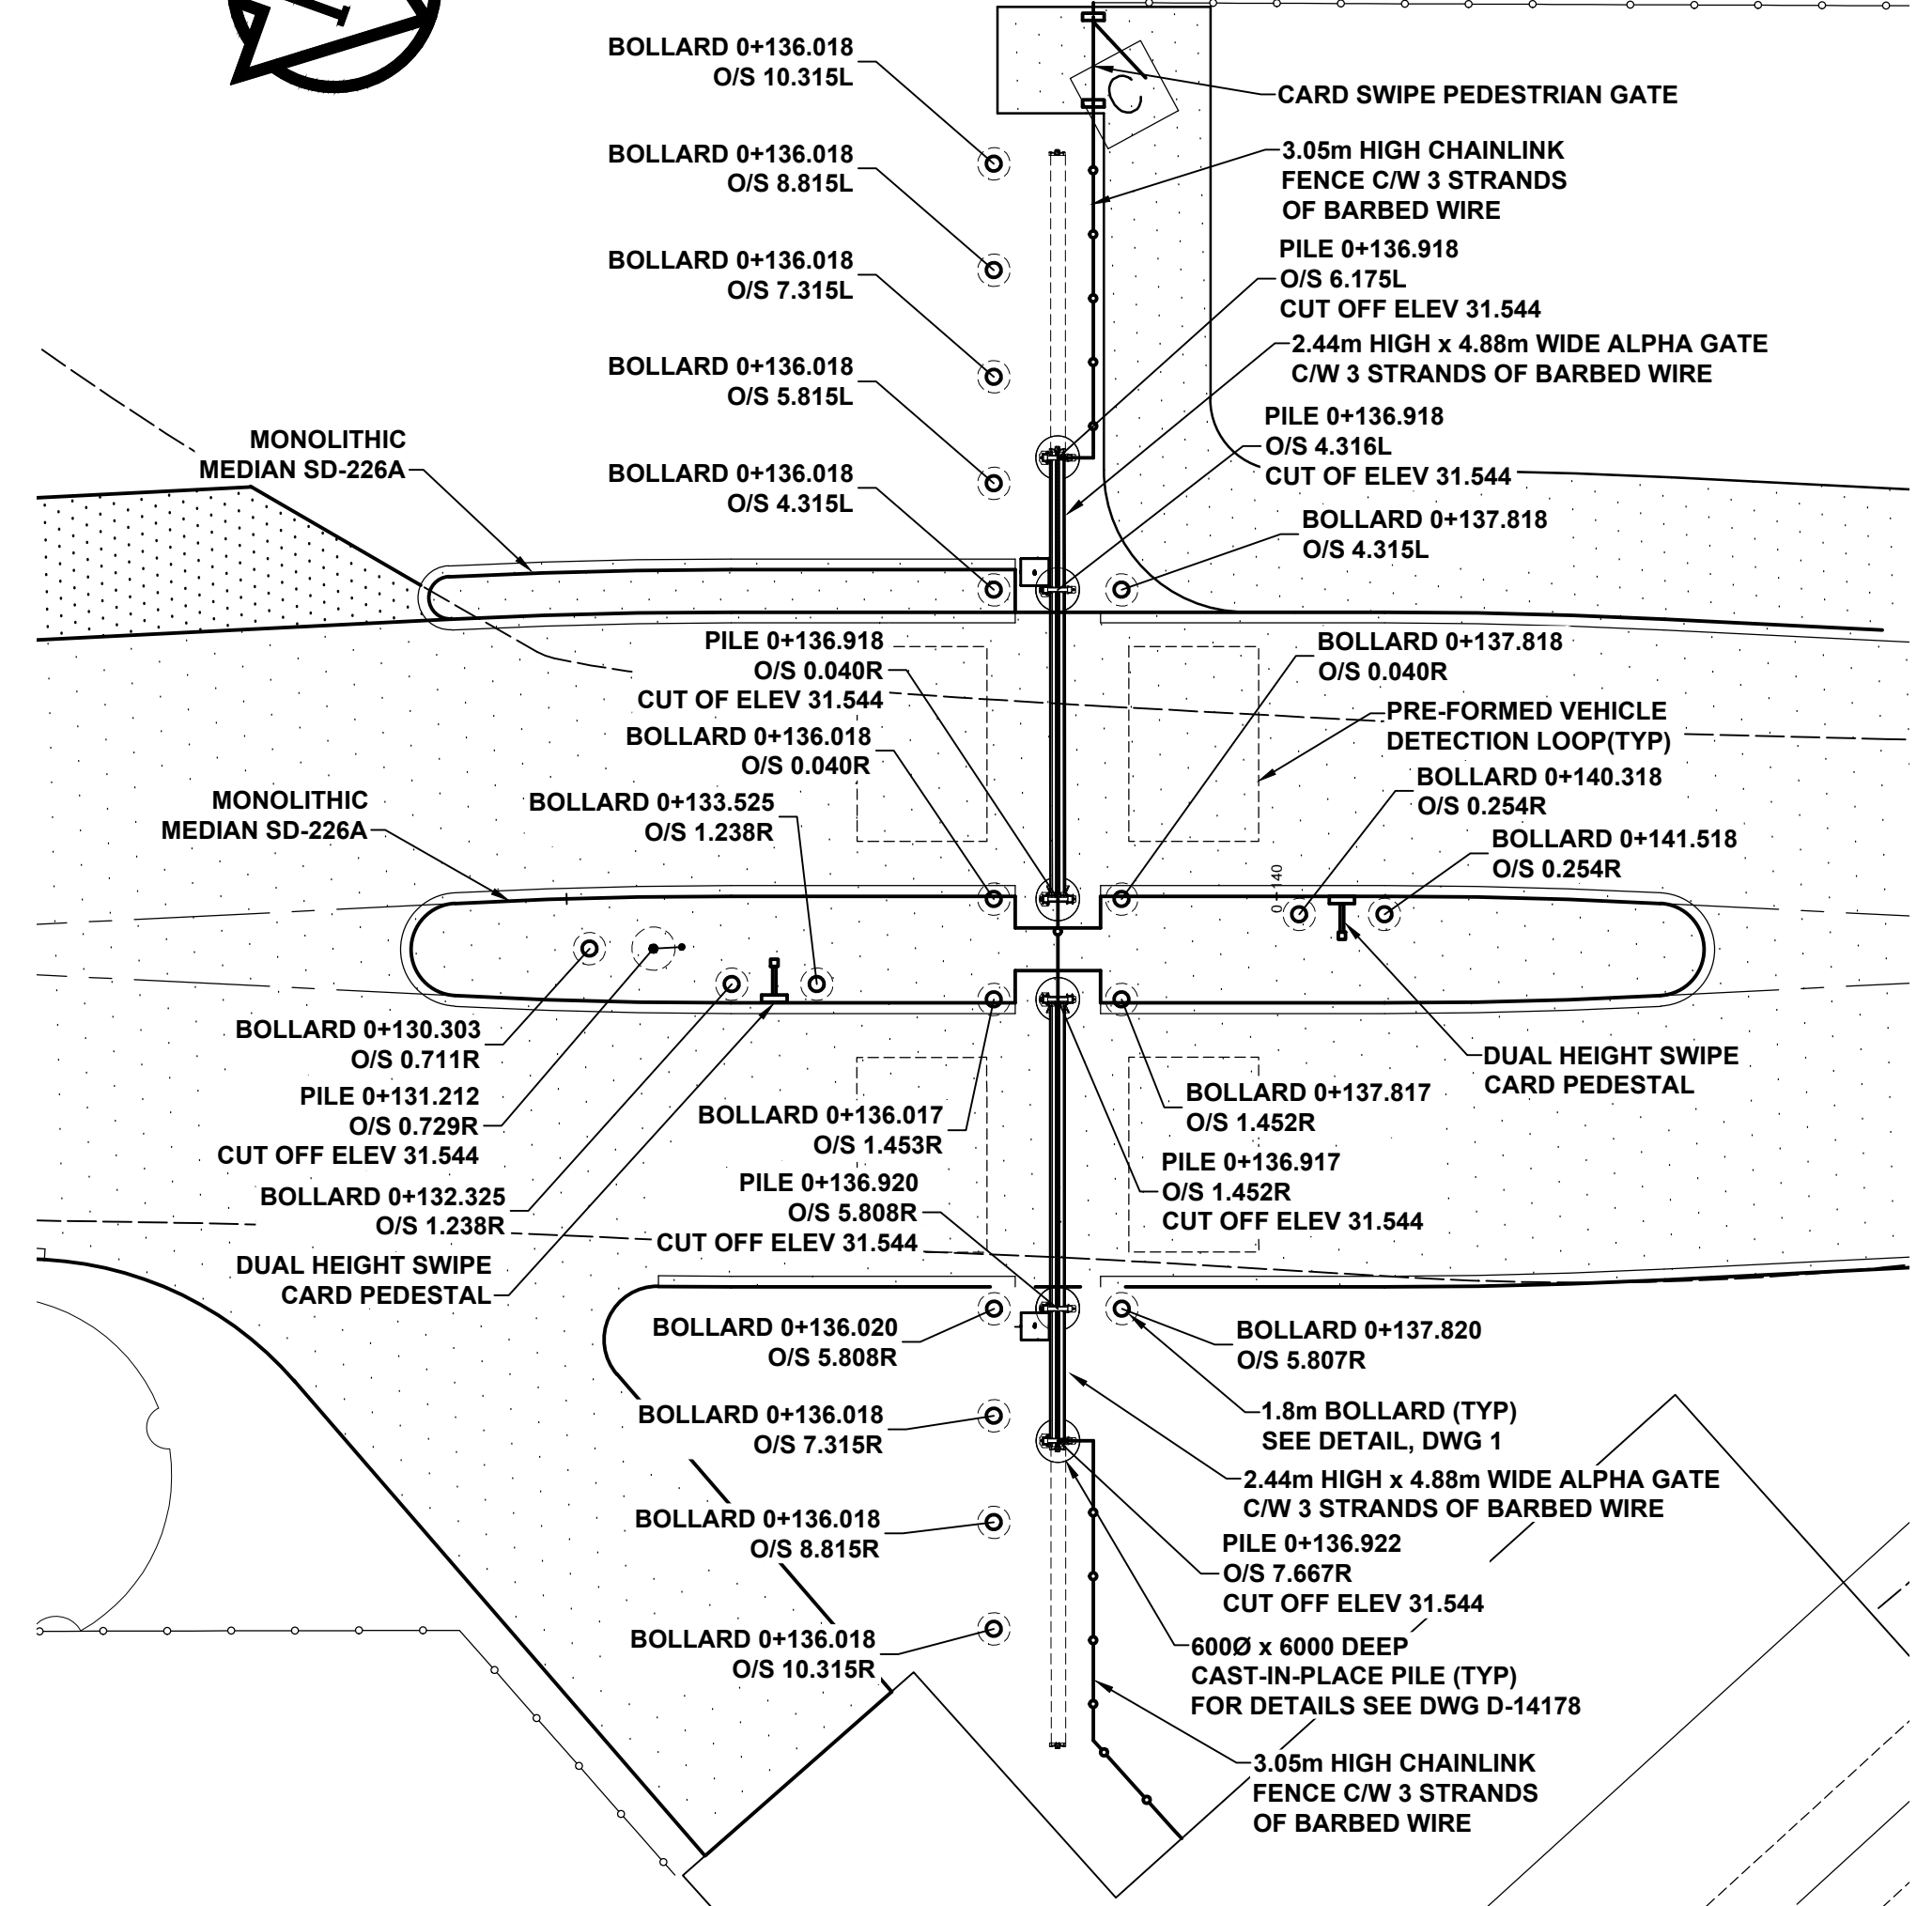 BOLLARD 0+136.018
O/S 10.315L
CARD SWIPE PEDESTRIAN GATE
C
BOLLARD 0+136.018
O/S 8.815L
3.05m HIGH CHAINLINK
FENCE C/W 3 STRANDS
OF BARBED WIRE
BOLLARD 0+136.018
O/S 7.315L
PILE 0+136.918
O/S 6.175L
CUT OFF ELEV 31.544
BOLLARD 0+136.018
O/S 5.815L
2.44m HIGH x 4.88m WIDE ALPHA GATE
C/W 3 STRANDS OF BARBED WIRE
MONOLITHIC
MEDIAN SD-226A
BOLLARD 0+136.018
O/S 4.315L
PILE 0+136.918
O/S 4.316L
CUT OF ELEV 31.544
BOLLARD 0+137.818
O/S 4.315L
PILE 0+136.918
O/S 0.040R
CUT OF ELEV 31.544
BOLLARD 0+137.818
O/S 0.040R
BOLLARD 0+136.018
O/S 0.040R
PRE-FORMED VEHICLE
DETECTION LOOP(TYP)
MONOLITHIC
MEDIAN SD-226A
BOLLARD 0+133.525
O/S 1.238R
BOLLARD 0+140.318
O/S 0.254R
BOLLARD 0+141.518
O/S 0.254R
0+140
BOLLARD 0+130.303
O/S 0.711R
DUAL HEIGHT SWIPE
CARD PEDESTAL
PILE 0+131.212
O/S 0.729R
CUT OFF ELEV 31.544
BOLLARD 0+136.017
O/S 1.453R
BOLLARD 0+137.817
O/S 1.452R
BOLLARD 0+132.325
O/S 1.238R
PILE 0+136.920
O/S 5.808R
CUT OFF ELEV 31.544
PILE 0+136.917
O/S 1.452R
CUT OFF ELEV 31.544
DUAL HEIGHT SWIPE
CARD PEDESTAL
BOLLARD 0+136.020
O/S 5.808R
BOLLARD 0+137.820
O/S 5.807R
BOLLARD 0+136.018
O/S 7.315R
1.8m BOLLARD (TYP)
SEE DETAIL, DWG 1
2.44m HIGH x 4.88m WIDE ALPHA GATE
C/W 3 STRANDS OF BARBED WIRE
BOLLARD 0+136.018
O/S 8.815R
PILE 0+136.922
O/S 7.667R
CUT OFF ELEV 31.544
BOLLARD 0+136.018
O/S 10.315R
600Ø x 6000 DEEP
CAST-IN-PLACE PILE (TYP)
FOR DETAILS SEE DWG D-14178
3.05m HIGH CHAINLINK
FENCE C/W 3 STRANDS
OF BARBED WIRE